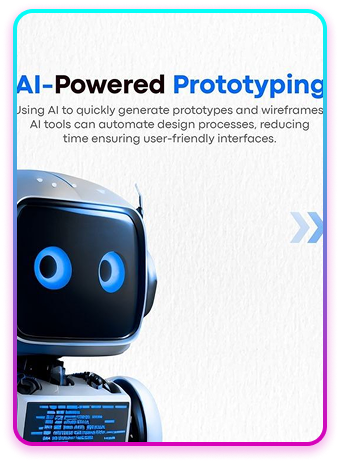 AI-Powered Prototyping
Using AI to quickly generate prototypes and wireframes
AI tools can automate design processes, reducing
time ensuring user-friendly interfaces.